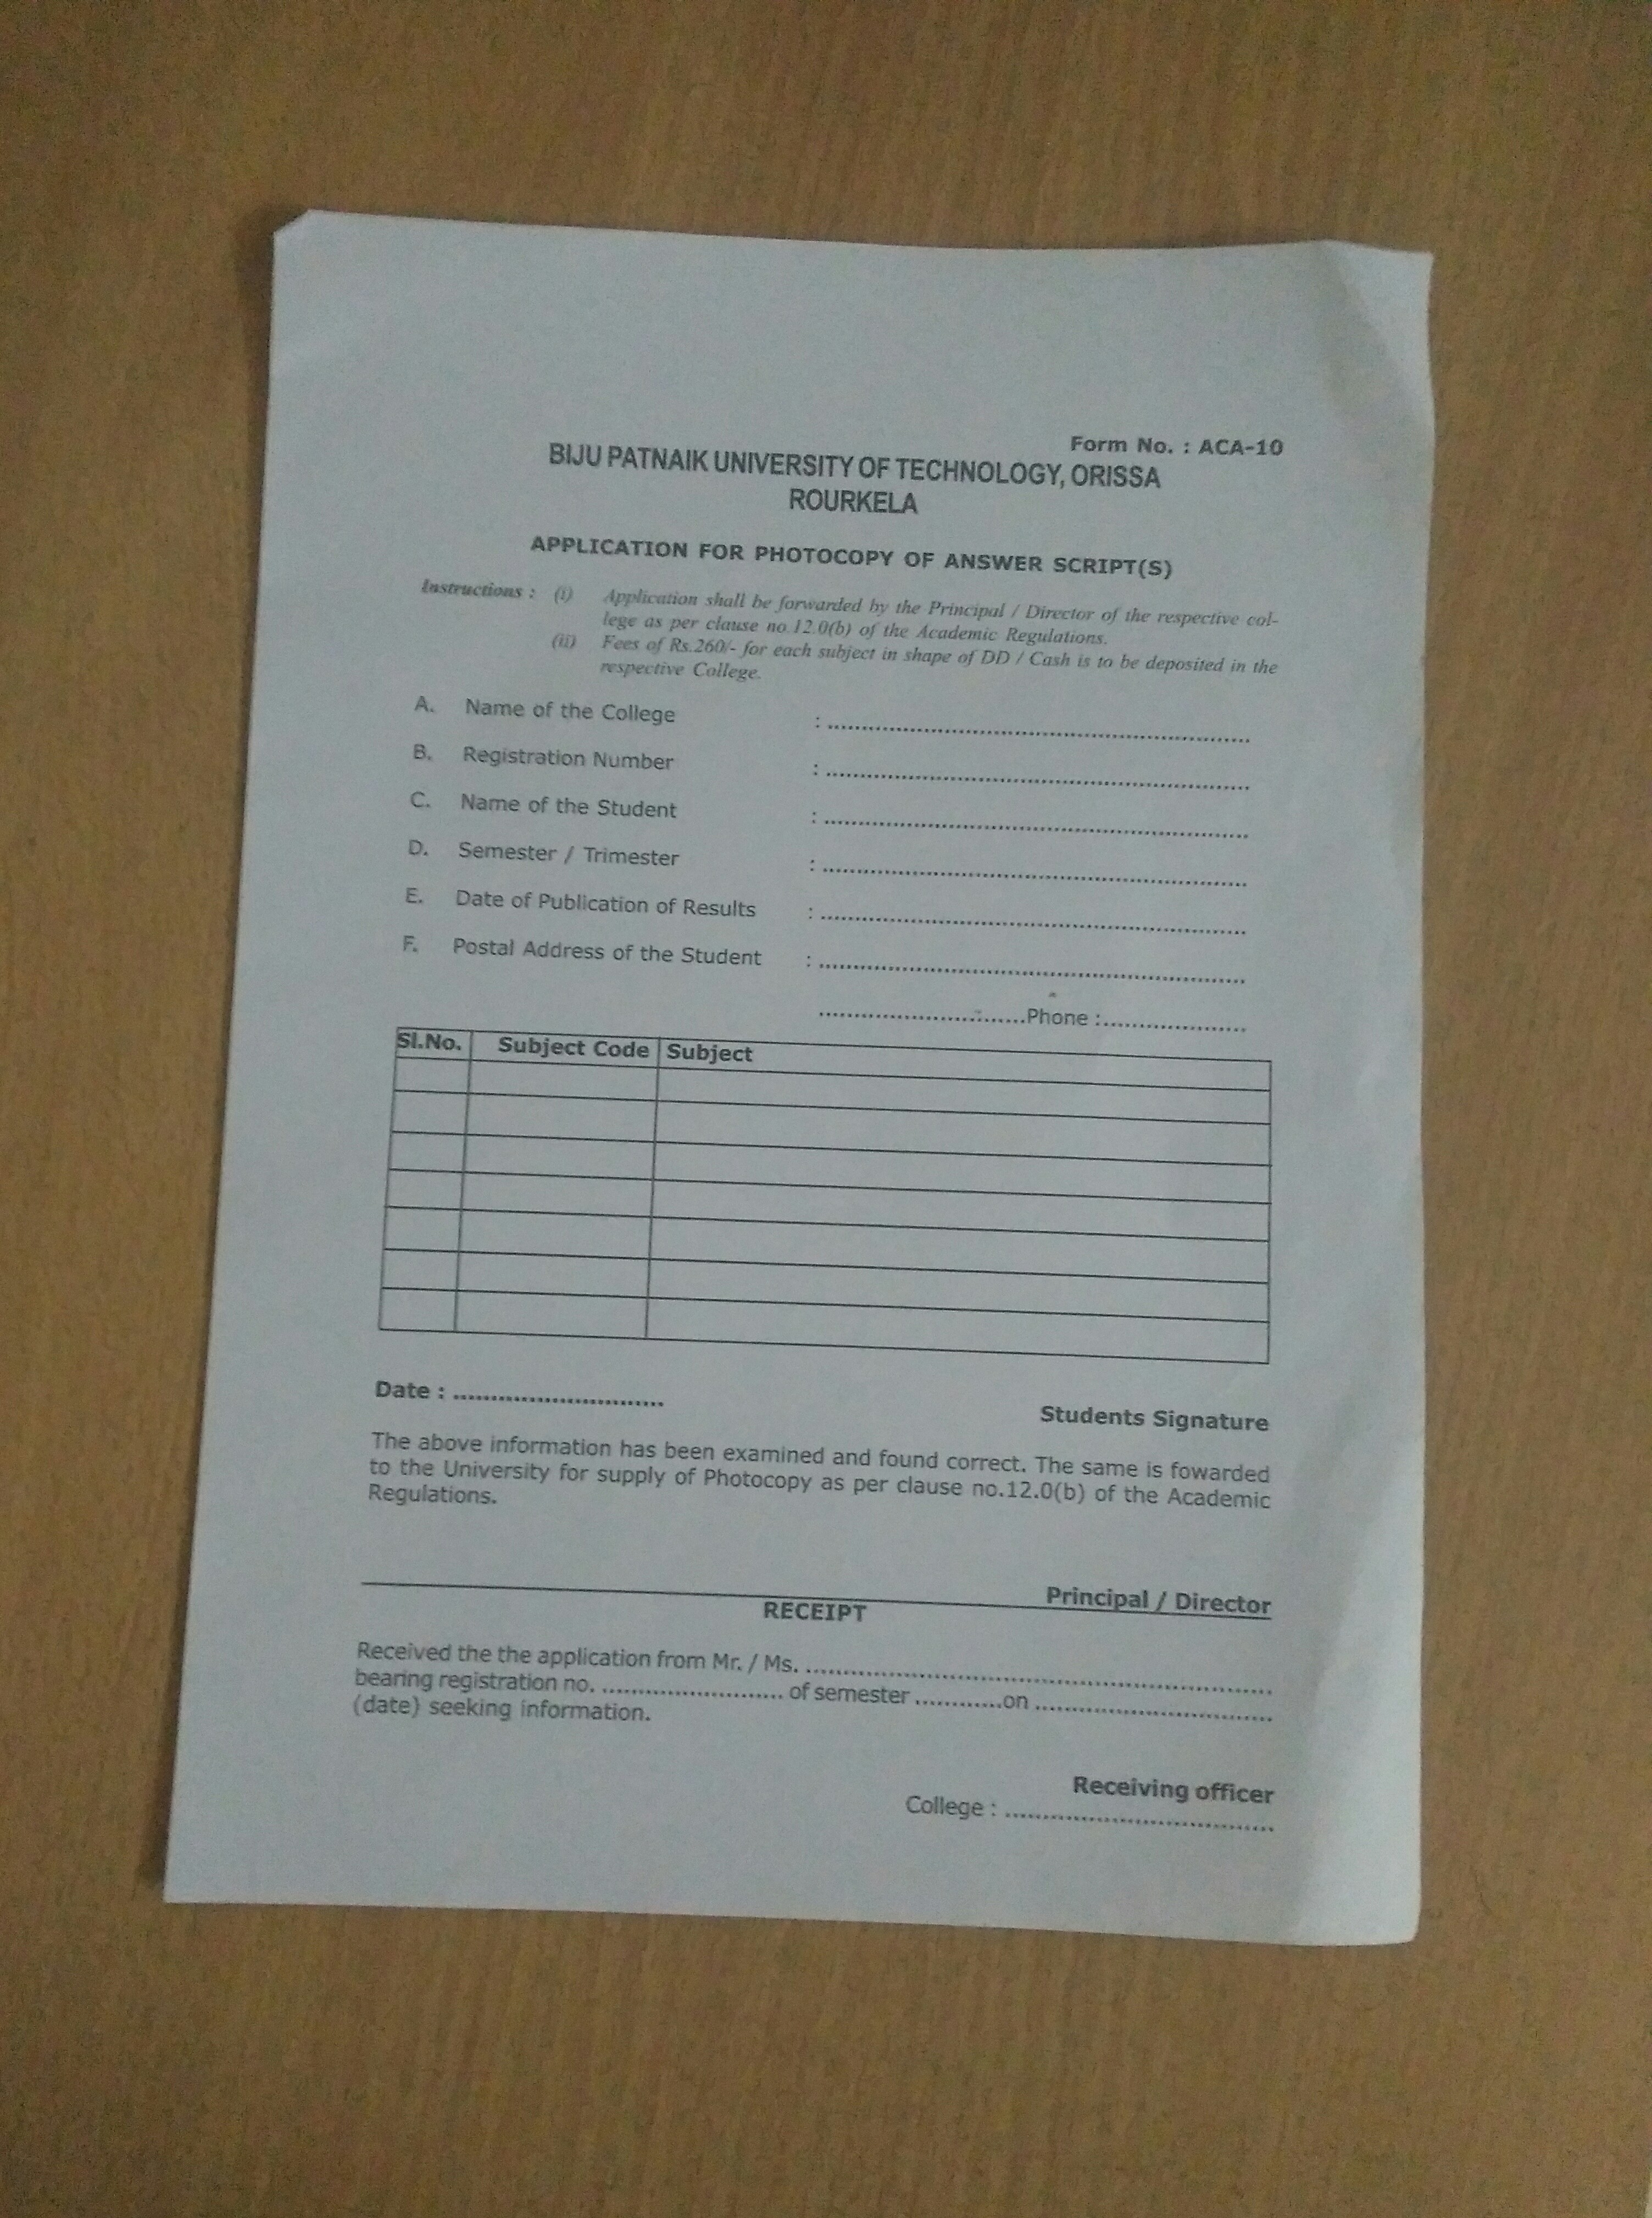 Form No. : ACA-10
BIJU PATNAIK UNIVERSITY OF TECHNOLOGY, ORISSA
ROURKELA
APPLICATION FOR PHOTOCOPY OF ANSWER SCRIPT(S)
Instructions : (i) Application shall be forwarded by the Principal / Director of the respective col-
lege as per clause no.12.0(b) of the Academic Regulations.
(ii) Fees of Rs.260/- for each subject in shape of DD / Cash is to be deposited in the
respective College.
A. Name of the College : ..........................................................
B. Registration Number : ..........................................................
C. Name of the Student : ..........................................................
D. Semester / Trimester : ..........................................................
E. Date of Publication of Results : ..........................................................
F. Postal Address of the Student : ..........................................................
.............................Phone :....................
Sl.No. Subject Code Subject
Date : ............................
Students Signature
The above information has been examined and found correct. The same is fowarded
to the University for supply of Photocopy as per clause no.12.0(b) of the Academic
Regulations.
Principal / Director
RECEIPT
Received the the application from Mr. / Ms. ..............................................................
bearing registration no. ......................... of semester ............on ................................
(date) seeking information.
Receiving officer
College : ....................................